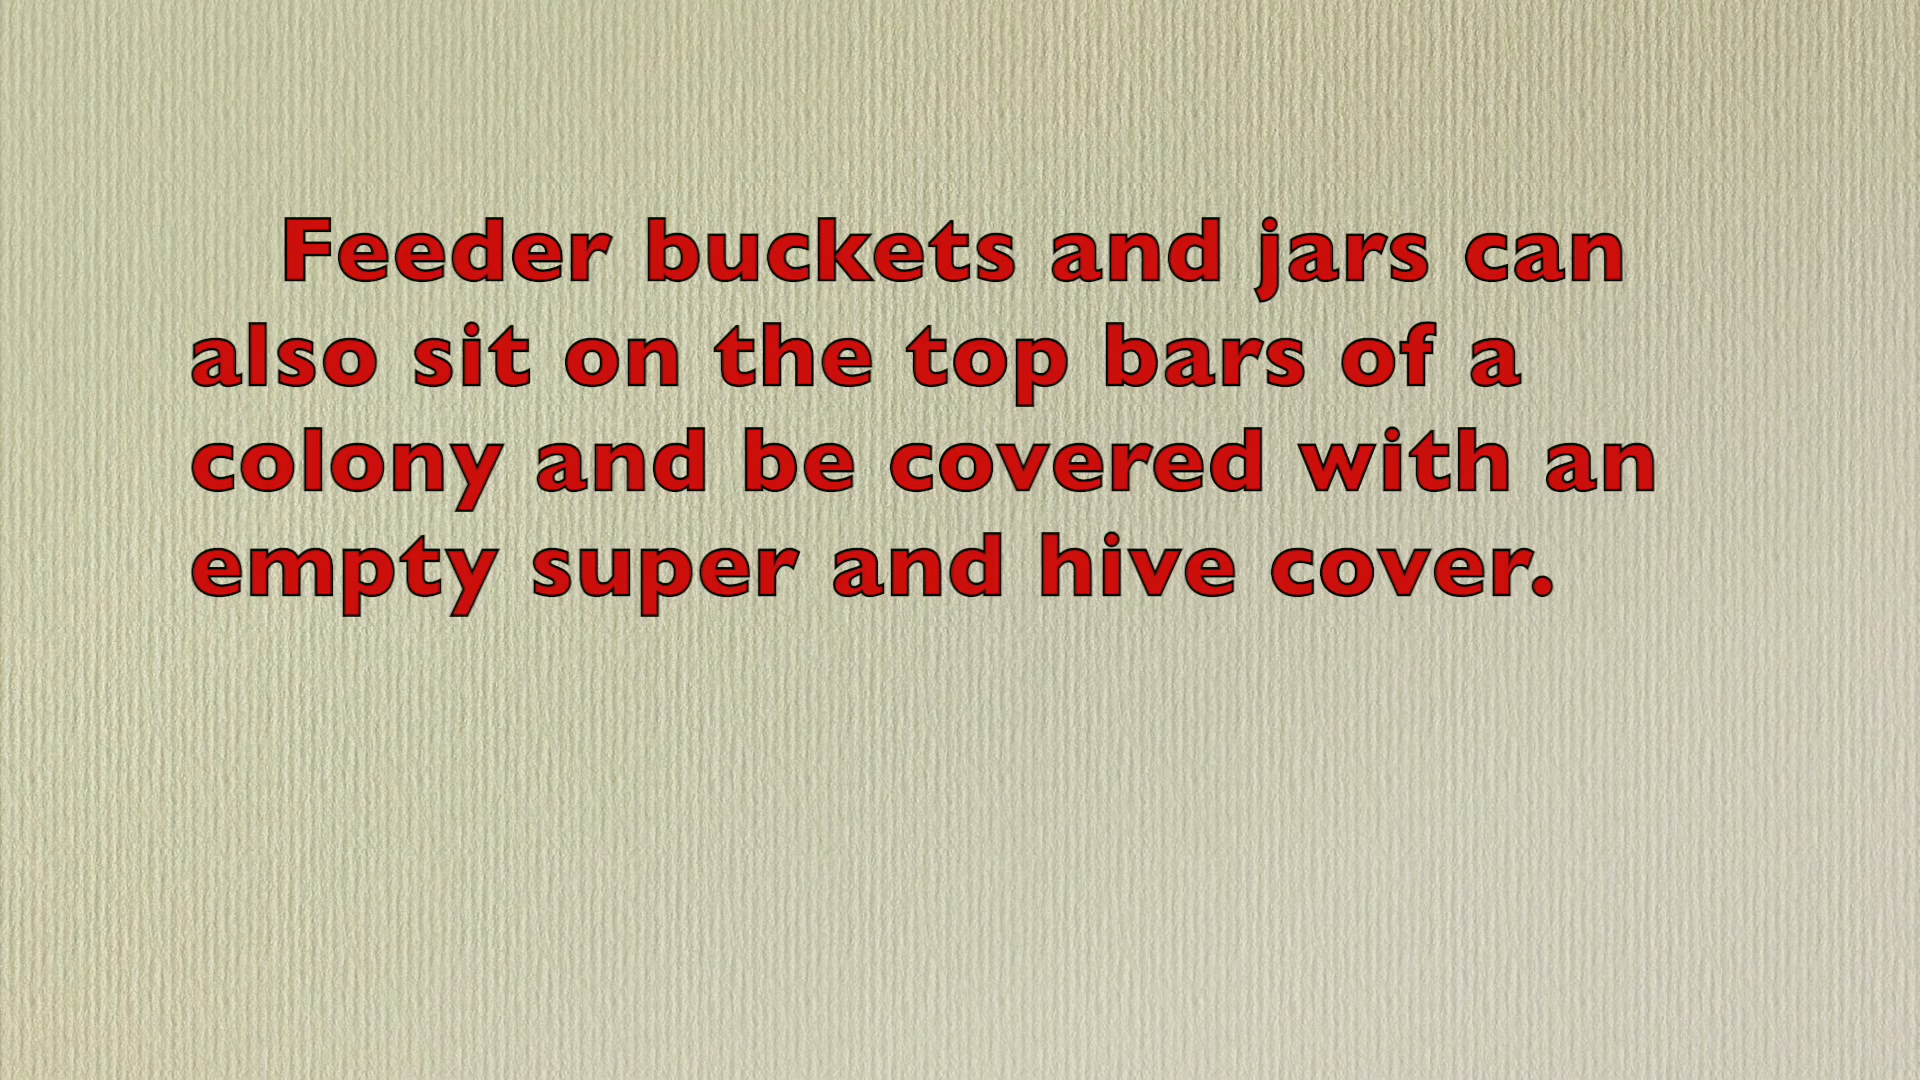 Feeder buckets and jars can
also sit on the top bars of a
colony and be covered with an
empty super and hive cover.